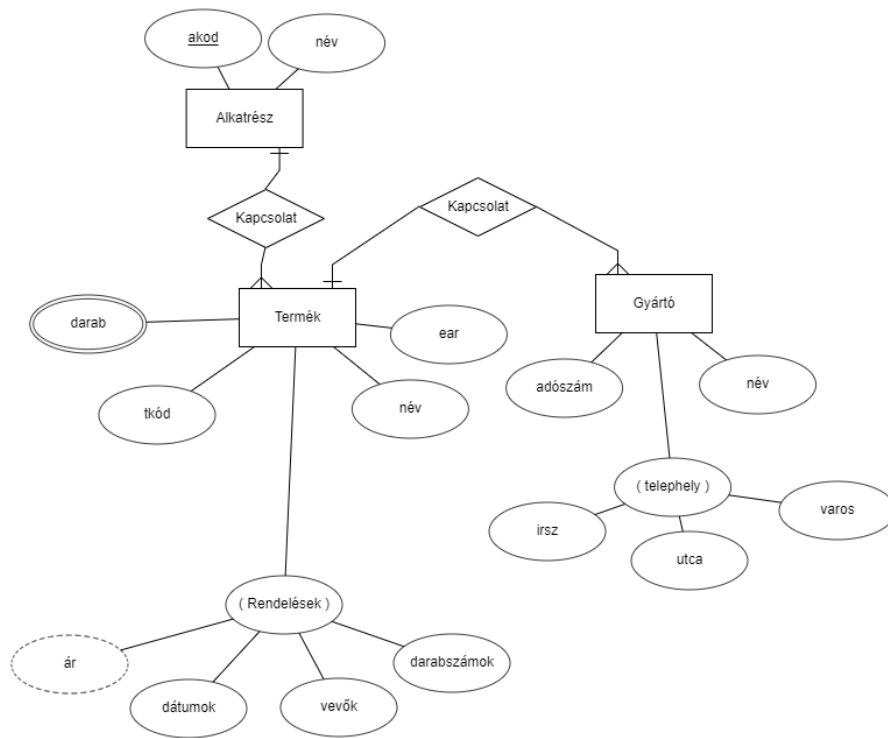 akod
név
Alkatrész
Kapcsolat
Kapcsolat
Termék
Gyártó
darab
ear
tkód
név
adószám
név
( telephely )
irsz
utca
varos
( Rendelések )
ár
dátumok
vevők
darabszámok